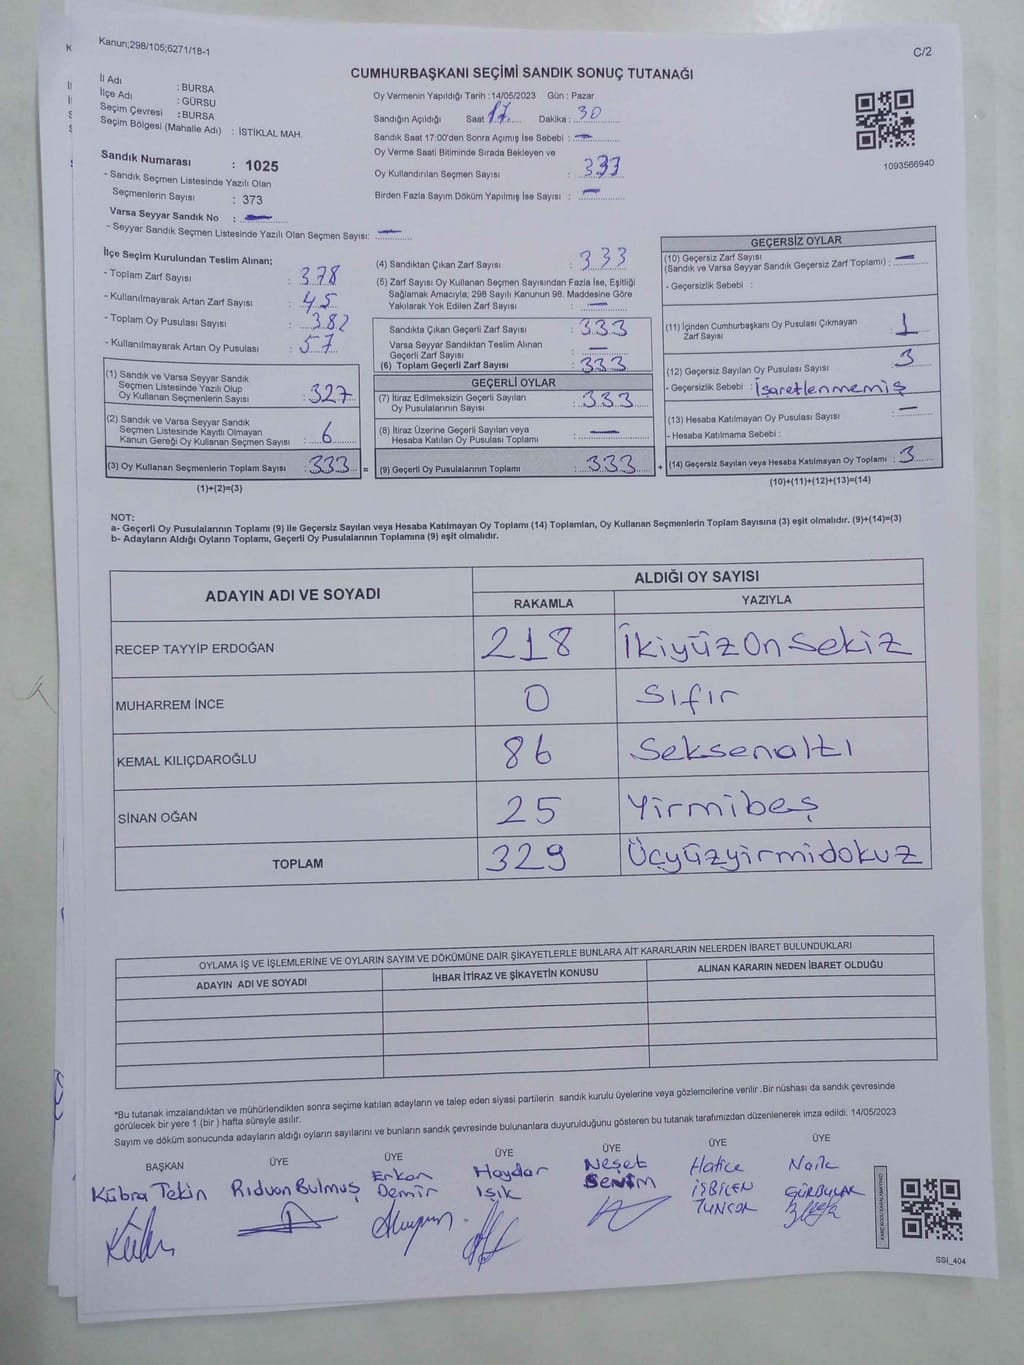 Kanun;298/105;6271/18-1
C/2
CUMHURBAŞKANI SEÇİMİ SANDIK SONUÇ TUTANAĞI
İl Adı : BURSA
İlçe Adı : GÜRSU
Seçim Çevresi : BURSA
Seçim Bölgesi (Mahalle Adı) : İSTİKLAL MAH.
Sandık Numarası : 1025
- Sandık Seçmen Listesinde Yazılı Olan
Seçmenlerin Sayısı : 373
Varsa Seyyar Sandık No : —
- Seyyar Sandık Seçmen Listesinde Yazılı Olan Seçmen Sayısı: —
Oy Vermenin Yapıldığı Tarih : 14/05/2023 Gün : Pazar
Sandığın Açıldığı Saat 17 Dakika : 30
Sandık Saat 17:00'den Sonra Açımış İse Sebebi : —
Oy Verme Saati Bitiminde Sırada Bekleyen ve
Oy Kullandırılan Seçmen Sayısı : 333
Birden Fazla Sayım Döküm Yapılmış İse Sayısı : —
1093566940
İlçe Seçim Kurulundan Teslim Alınan;
- Toplam Zarf Sayısı : 378
- Kullanılmayarak Artan Zarf Sayısı : 45
- Toplam Oy Pusulası Sayısı : 382
- Kullanılmayarak Artan Oy Pusulası : 57
(1) Sandık ve Varsa Seyyar Sandık
Seçmen Listesinde Yazılı Olup
Oy Kullanan Seçmenlerin Sayısı : 327
(2) Sandık ve Varsa Seyyar Sandık
Seçmen Listesinde Kayıtlı Olmayan
Kanun Gereği Oy Kullanan Seçmen Sayısı : 6
(3) Oy Kullanan Seçmenlerin Toplam Sayısı : 333 =
(1)+(2)=(3)
(4) Sandıktan Çıkan Zarf Sayısı : 333
(5) Zarf Sayısı Oy Kullanan Seçmen Sayısından Fazla İse, Eşitliği
Sağlamak Amacıyla; 298 Sayılı Kanunun 98. Maddesine Göre
Yakılarak Yok Edilen Zarf Sayısı : —
Sandıkta Çıkan Geçerli Zarf Sayısı : 333
Varsa Seyyar Sandıktan Teslim Alınan
Geçerli Zarf Sayısı : —
(6) Toplam Geçerli Zarf Sayısı : 333
GEÇERLİ OYLAR
(7) İtiraz Edilmeksizin Geçerli Sayılan
Oy Pusulalarının Sayısı : 333
(8) İtiraz Üzerine Geçerli Sayılan veya
Hesaba Katılan Oy Pusulası Toplamı : —
(9) Geçerli Oy Pusulalarının Toplamı : 333 +
GEÇERSİZ OYLAR
(10) Geçersiz Zarf Sayısı
(Sandık ve Varsa Seyyar Sandık Geçersiz Zarf Toplamı) : —
- Geçersizlik Sebebi :
(11) İçinden Cumhurbaşkanı Oy Pusulası Çıkmayan
Zarf Sayısı : 1
(12) Geçersiz Sayılan Oy Pusulası Sayısı : 3
- Geçersizlik Sebebi : İşaretlenmemiş
(13) Hesaba Katılmayan Oy Pusulası Sayısı : —
- Hesaba Katılmama Sebebi :
(14) Geçersiz Sayılan veya Hesaba Katılmayan Oy Toplamı : 3
(10)+(11)+(12)+(13)=(14)
NOT:
a- Geçerli Oy Pusulalarının Toplamı (9) ile Geçersiz Sayılan veya Hesaba Katılmayan Oy Toplamı (14) Toplamları, Oy Kullanan Seçmenlerin Toplam Sayısına (3) eşit olmalıdır. (9)+(14)=(3)
b- Adayların Aldığı Oyların Toplamı, Geçerli Oy Pusulalarının Toplamına (9) eşit olmalıdır.
ADAYIN ADI VE SOYADI
ALDIĞI OY SAYISI
RAKAMLA YAZIYLA
RECEP TAYYİP ERDOĞAN 218 İkiyüzOnsekiz
MUHARREM İNCE 0 Sıfır
KEMAL KILIÇDAROĞLU 86 Seksenaltı
SİNAN OĞAN 25 Yirmibeş
TOPLAM 329 Üçyüzyirmidokuz
OYLAMA İŞ VE İŞLEMLERİNE VE OYLARIN SAYIM VE DÖKÜMÜNE DAİR ŞİKAYETLERLE BUNLARA AİT KARARLARIN NELERDEN İBARET BULUNDUKLARI
ADAYIN ADI VE SOYADI İHBAR İTİRAZ VE ŞİKAYETİN KONUSU ALINAN KARARIN NEDEN İBARET OLDUĞU
*Bu tutanak imzalandıktan ve mühürlendikten sonra seçime katılan adayların ve talep eden siyasi partilerin sandık kurulu üyelerine veya gözlemcilerine verilir .Bir nüshası da sandık çevresinde
görülecek bir yere 1 (bir ) hafta süreyle asılır.
Sayım ve döküm sonucunda adayların aldığı oyların sayılarını ve bunların sandık çevresinde bulunanlara duyurulduğunu gösteren bu tutanak tarafımızdan düzenlenerek imza edildi. 14/05/2023
BAŞKAN ÜYE ÜYE ÜYE ÜYE ÜYE ÜYE
Kübra Tekin Rıdvan Bulmuş Erkan Demir Haydar Işık Neşet Sevim Hatice İŞBİLEN TUNCA Naile GÜRBULAK
SSI_404